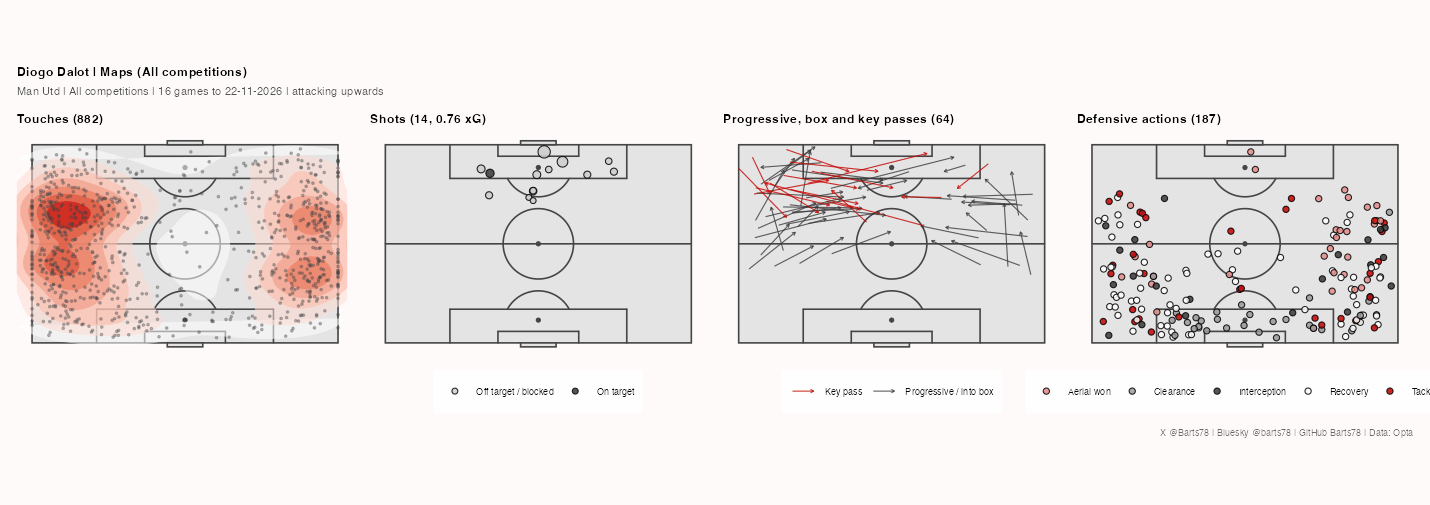 Diogo Dalot | Maps (All competitions)
Man Utd | All competitions | 16 games to 22-11-2026 | attacking upwards
Touches (882)
Shots (14, 0.76 xG)
Progressive, box and key passes (64)
Defensive actions (187)
Off target / blocked
On target
Key pass
Progressive / Into box
Aerial won
Clearance
Interception
Recovery
Tack
X @Barts78 | Bluesky @barts78 | GitHub Barts78 | Data: Opta